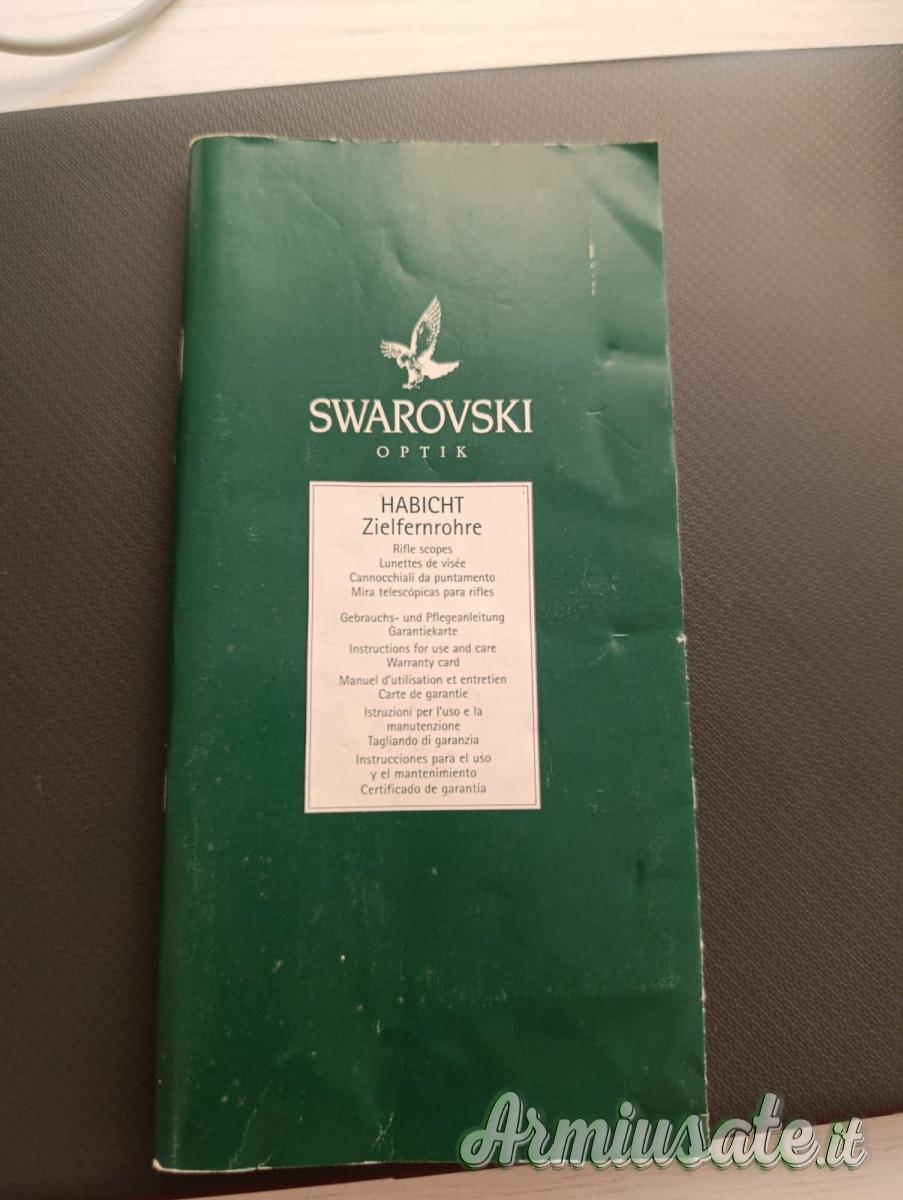 SWAROVSKI
OPTIK
HABICHT
Zielfernrohre
Rifle scopes
Lunettes de visée
Cannocchiali da puntamento
Mira telescópicas para rifles
Gebrauchs- und Pflegeanleitung
Garantiekarte
Instructions for use and care
Warranty card
Manuel d'utilisation et entretien
Carte de garantie
Istruzioni per l'uso e la
manutenzione
Tagliando di garanzia
Instrucciones para el uso
y el mantenimiento
Certificado de garantía
Armiusate.it